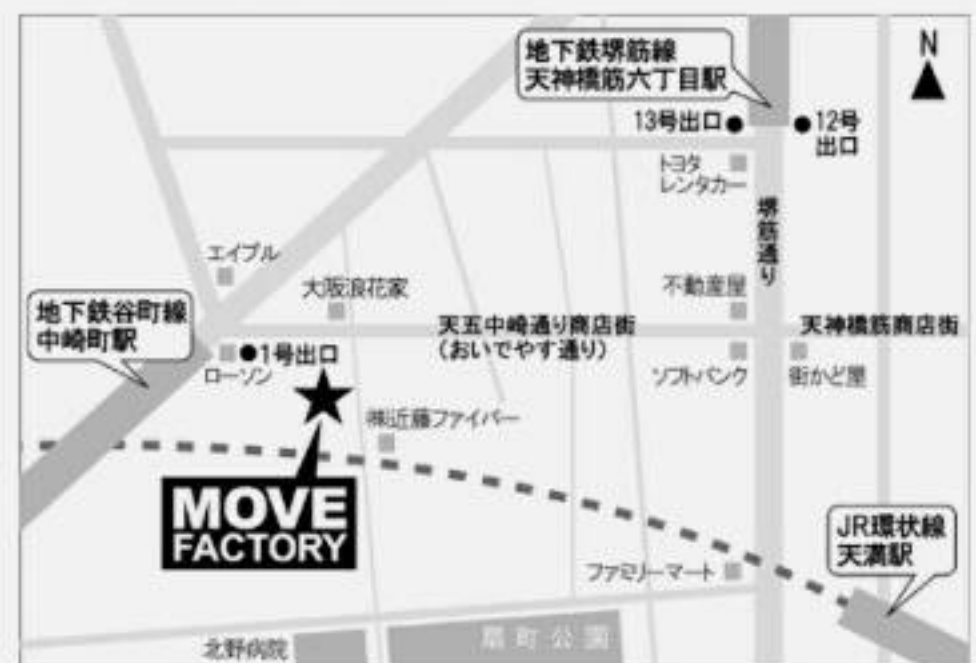 地下鉄堺筋線
天神橋筋六丁目駅
N
13号出口
12号
出口
トヨタ
レンタカー
堺筋通り
エイブル
大阪浪花家
不動産屋
地下鉄谷町線
中崎町駅
天五中崎通り商店街
(おいでやす通り)
天神橋筋商店街
1号出口
ローソン
ソフトバンク
街かど屋
㈱近藤ファイバー
MOVE
FACTORY
JR環状線
天満駅
ファミリーマート
北野病院
扇町公園